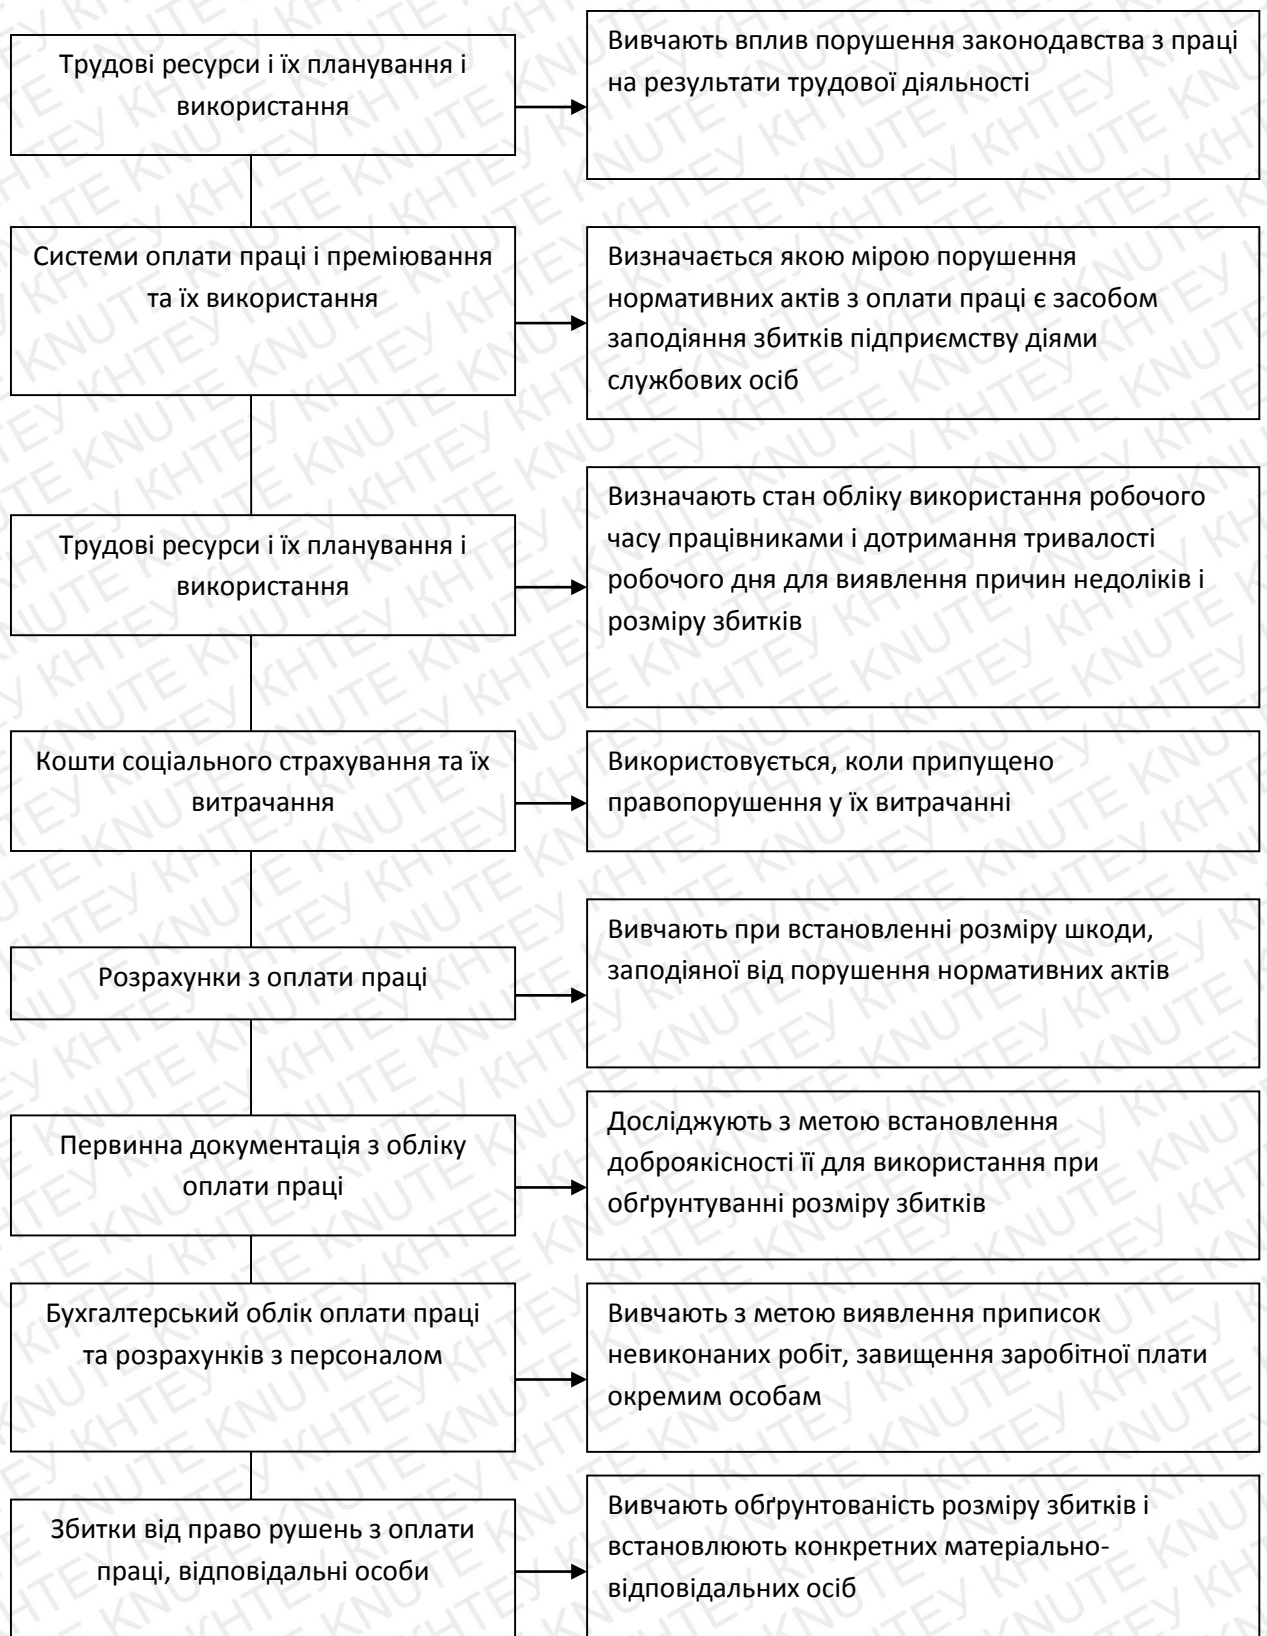 Трудові ресурси і їх планування і
використання
Вивчають вплив порушення законодавства з праці
на результати трудової діяльності
Системи оплати праці і преміювання
та їх використання
Визначається якою мірою порушення
нормативних актів з оплати праці є засобом
заподіяння збитків підприємству діями
службових осіб
Трудові ресурси і їх планування і
використання
Визначають стан обліку використання робочого
часу працівниками і дотримання тривалості
робочого дня для виявлення причин недоліків і
розміру збитків
Кошти соціального страхування та їх
витрачання
Використовується, коли припущено
правопорушення у їх витрачанні
Розрахунки з оплати праці
Вивчають при встановленні розміру шкоди,
заподіяної від порушення нормативних актів
Первинна документація з обліку
оплати праці
Досліджують з метою встановлення
доброякісності її для використання при
обґрунтуванні розміру збитків
Бухгалтерський облік оплати праці
та розрахунків з персоналом
Вивчають з метою виявлення приписок
невиконаних робіт, завищення заробітної плати
окремим особам
Збитки від право рушень з оплати
праці, відповідальні особи
Вивчають обґрунтованість розміру збитків і
встановлюють конкретних матеріально-
відповідальних осіб